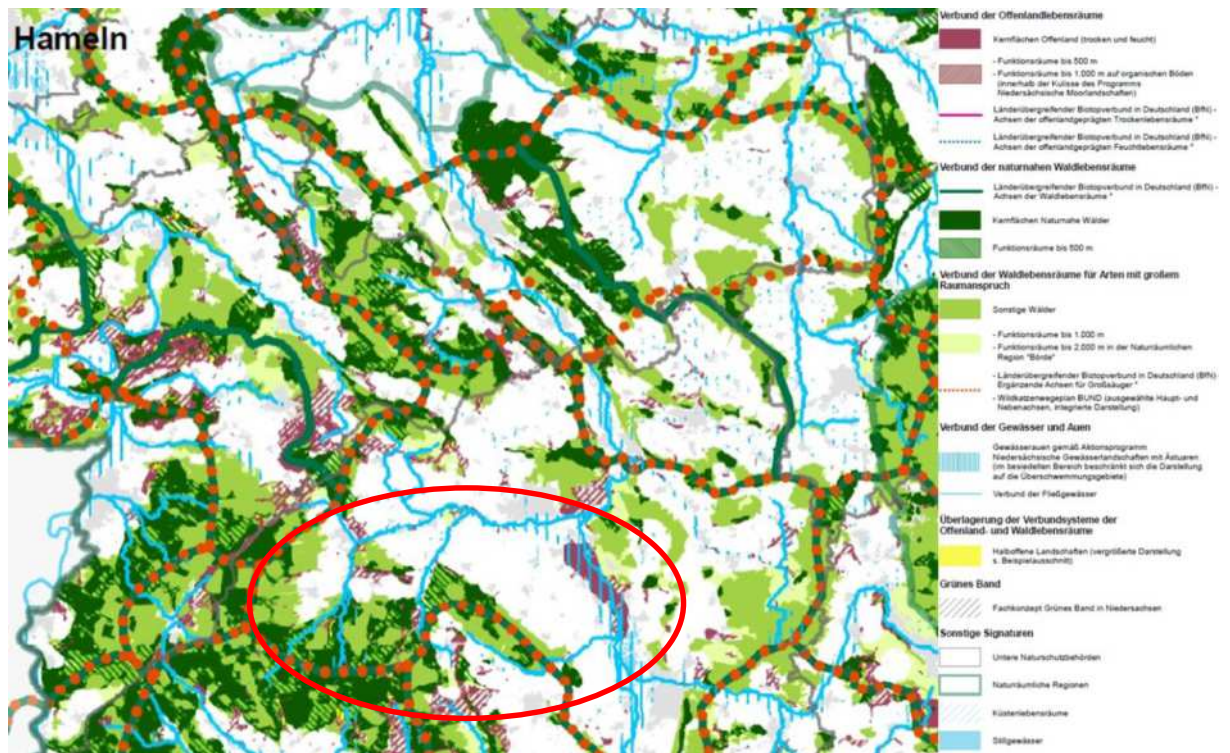 Hameln
Verbund der Offenlandlebensräume
Kernflächen Offenland (trocken und feucht)
- Funktionsräume bis 500 m
- Funktionsräume bis 1.000 m auf organischen Böden
(innerhalb der Kulisse des Programms
Niedersächsische Moorlandschaften)
Länderübergreifender Biotopverbund in Deutschland (BfN) -
Achsen der offenlandgeprägten Trockenlebensräume *
Länderübergreifender Biotopverbund in Deutschland (BfN) -
Achsen der offenlandgeprägten Feuchtlebensräume *
Verbund der naturnahen Waldlebensräume
Länderübergreifender Biotopverbund in Deutschland (BfN) -
Achsen der Waldlebensräume *
Kernflächen Naturnahe Wälder
Funktionsräume bis 500 m
Verbund der Waldlebensräume für Arten mit großem
Raumanspruch
Sonstige Wälder
- Funktionsräume bis 1.000 m
- Funktionsräume bis 2.000 m in der Naturräumlichen
Region "Börde"
- Länderübergreifender Biotopverbund in Deutschland (BfN) -
Ergänzende Achsen für Großsäuger *
- Wildkatzenwegeplan BUND (ausgewählte Haupt- und
Nebenachsen, integrierte Darstellung)
Verbund der Gewässer und Auen
Gewässerauen gemäß Aktionsprogramm
Niedersächsische Gewässerlandschaften mit Ästuaren
(im besiedelten Bereich beschränkt sich die Darstellung
auf die Überschwemmungsgebiete)
Verbund der Fließgewässer
Überlagerung der Verbundsysteme der
Offenland- und Waldlebensräume
Halboffene Landschaften (vergrößerte Darstellung
s. Beispielausschnitt)
Grünes Band
Fachkonzept Grünes Band in Niedersachsen
Sonstige Signaturen
Untere Naturschutzbehörden
Naturräumliche Regionen
Küstenlebensräume
Stillgewässer